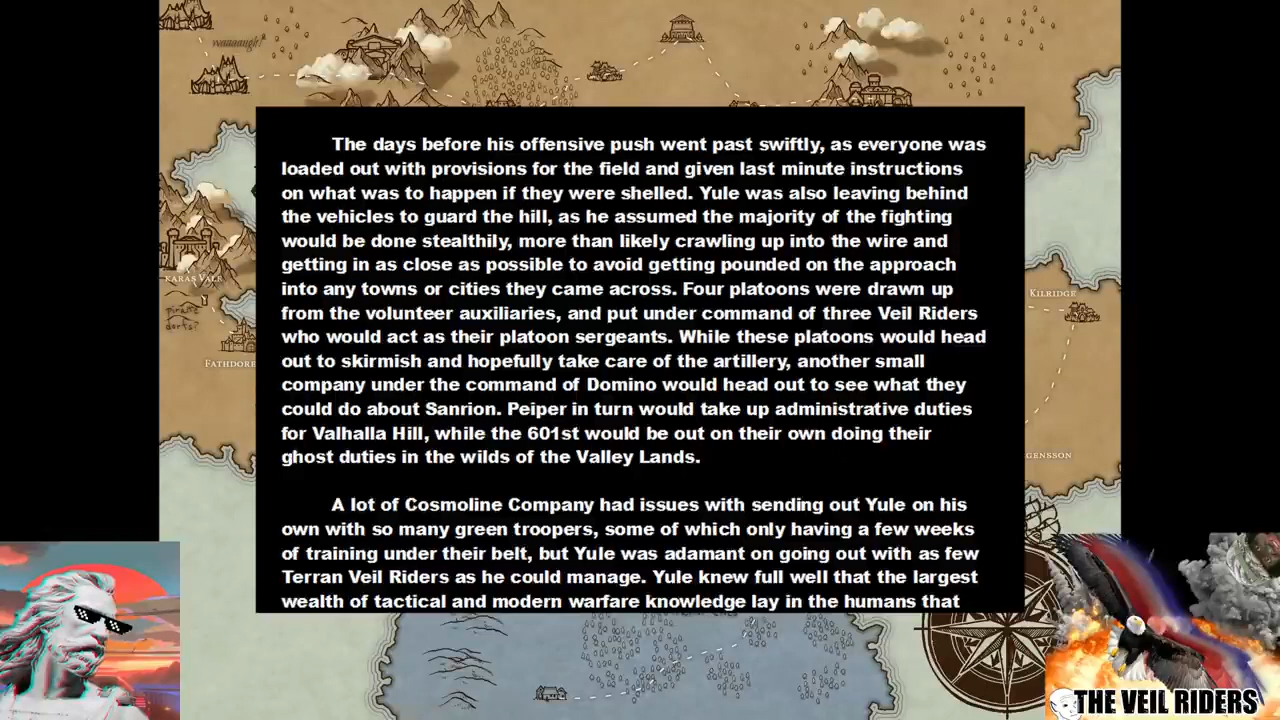 waaaaugh!
The days before his offensive push went past swiftly, as everyone was
loaded out with provisions for the field and given last minute instructions
on what was to happen if they were shelled. Yule was also leaving behind
the vehicles to guard the hill, as he assumed the majority of the fighting
would be done stealthily, more than likely crawling up into the wire and
getting in as close as possible to avoid getting pounded on the approach
into any towns or cities they came across. Four platoons were drawn up
from the volunteer auxiliaries, and put under command of three Veil Riders
who would act as their platoon sergeants. While these platoons would head
out to skirmish and hopefully take care of the artillery, another small
company under the command of Domino would head out to see what they
could do about Sanrion. Peiper in turn would take up administrative duties
for Valhalla Hill, while the 601st would be out on their own doing their
ghost duties in the wilds of the Valley Lands.
A lot of Cosmoline Company had issues with sending out Yule on his
own with so many green troopers, some of which only having a few weeks
of training under their belt, but Yule was adamant on going out with as few
Terran Veil Riders as he could manage. Yule knew full well that the largest
wealth of tactical and modern warfare knowledge lay in the humans that
KARAS VALE
pirate
dorfs?
FATHDORE
KILRIDGE
GENSSON
THE VEIL RIDERS